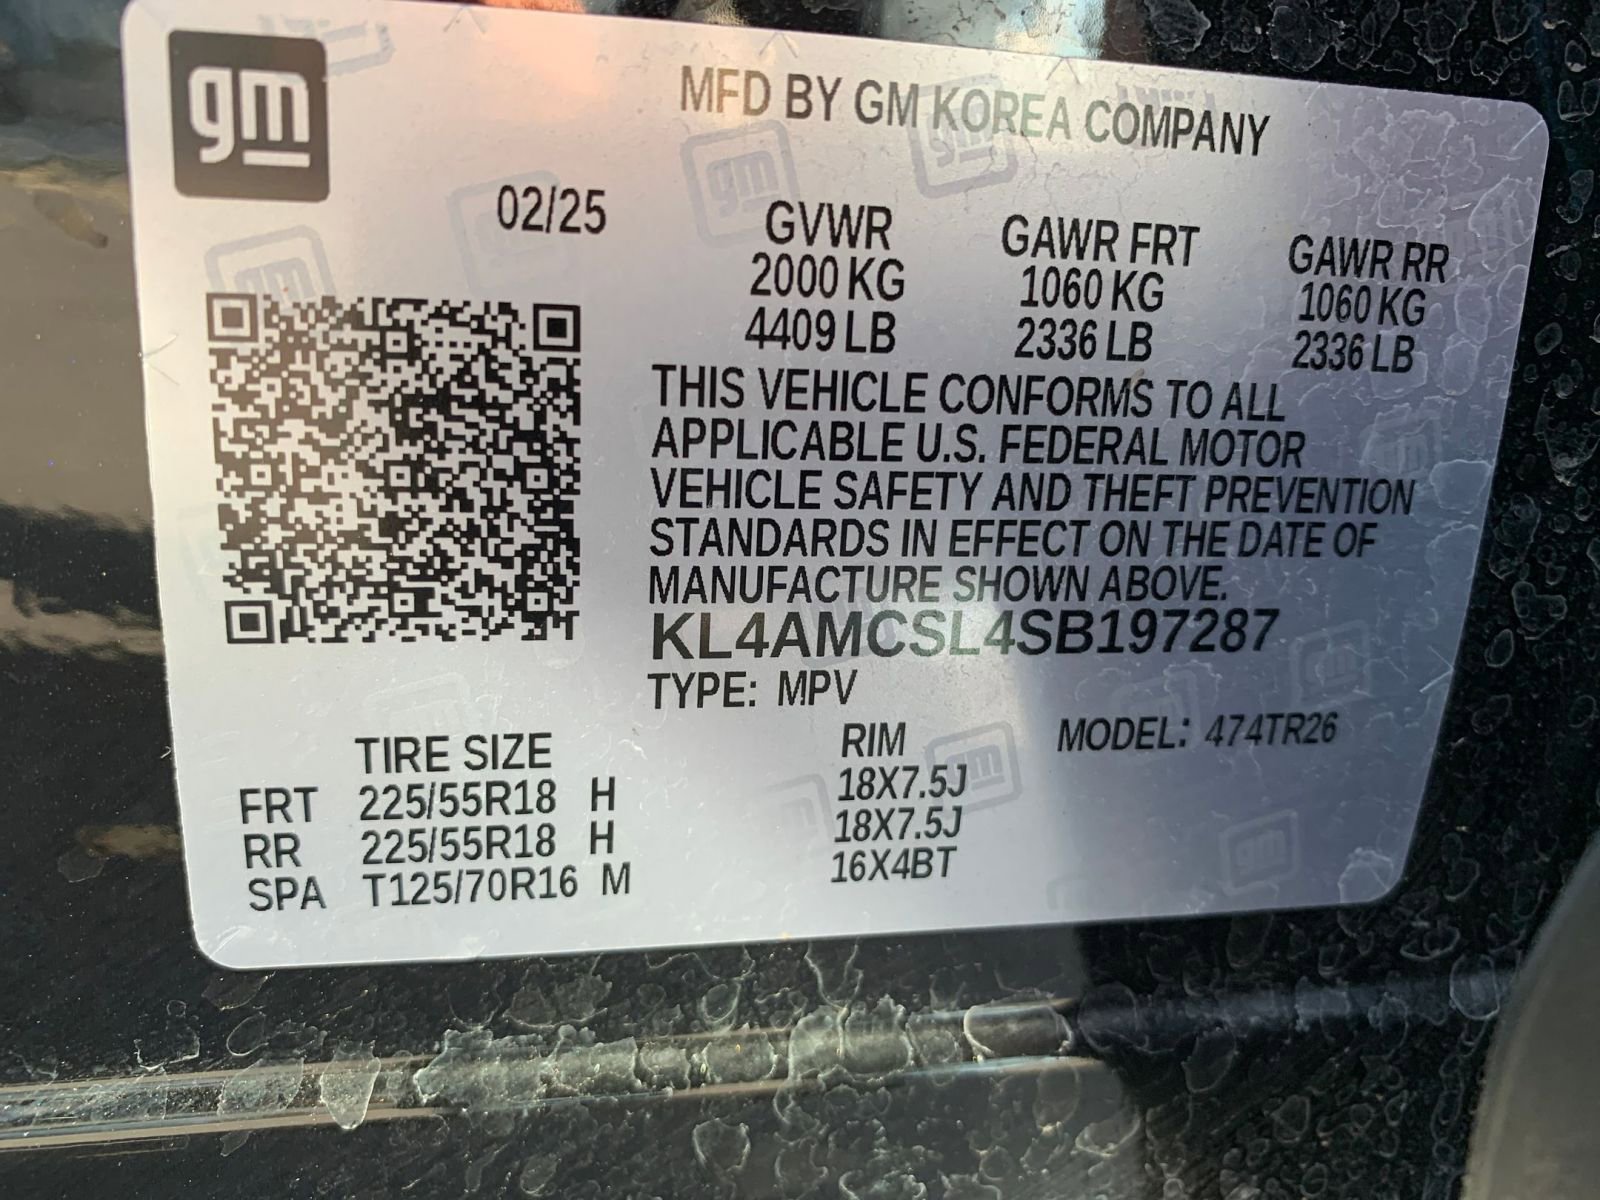 gm
MFD BY GM KOREA COMPANY
02/25
GVWR GAWR FRT GAWR RR
2000 KG 1060 KG 1060 KG
4409 LB 2336 LB 2336 LB
THIS VEHICLE CONFORMS TO ALL
APPLICABLE U.S. FEDERAL MOTOR
VEHICLE SAFETY AND THEFT PREVENTION
STANDARDS IN EFFECT ON THE DATE OF
MANUFACTURE SHOWN ABOVE.
KL4AMCSL4SB197287
TYPE: MPV
MODEL: 474TR26
TIRE SIZE RIM
FRT 225/55R18 H 18X7.5J
RR 225/55R18 H 18X7.5J
SPA T125/70R16 M 16X4BT